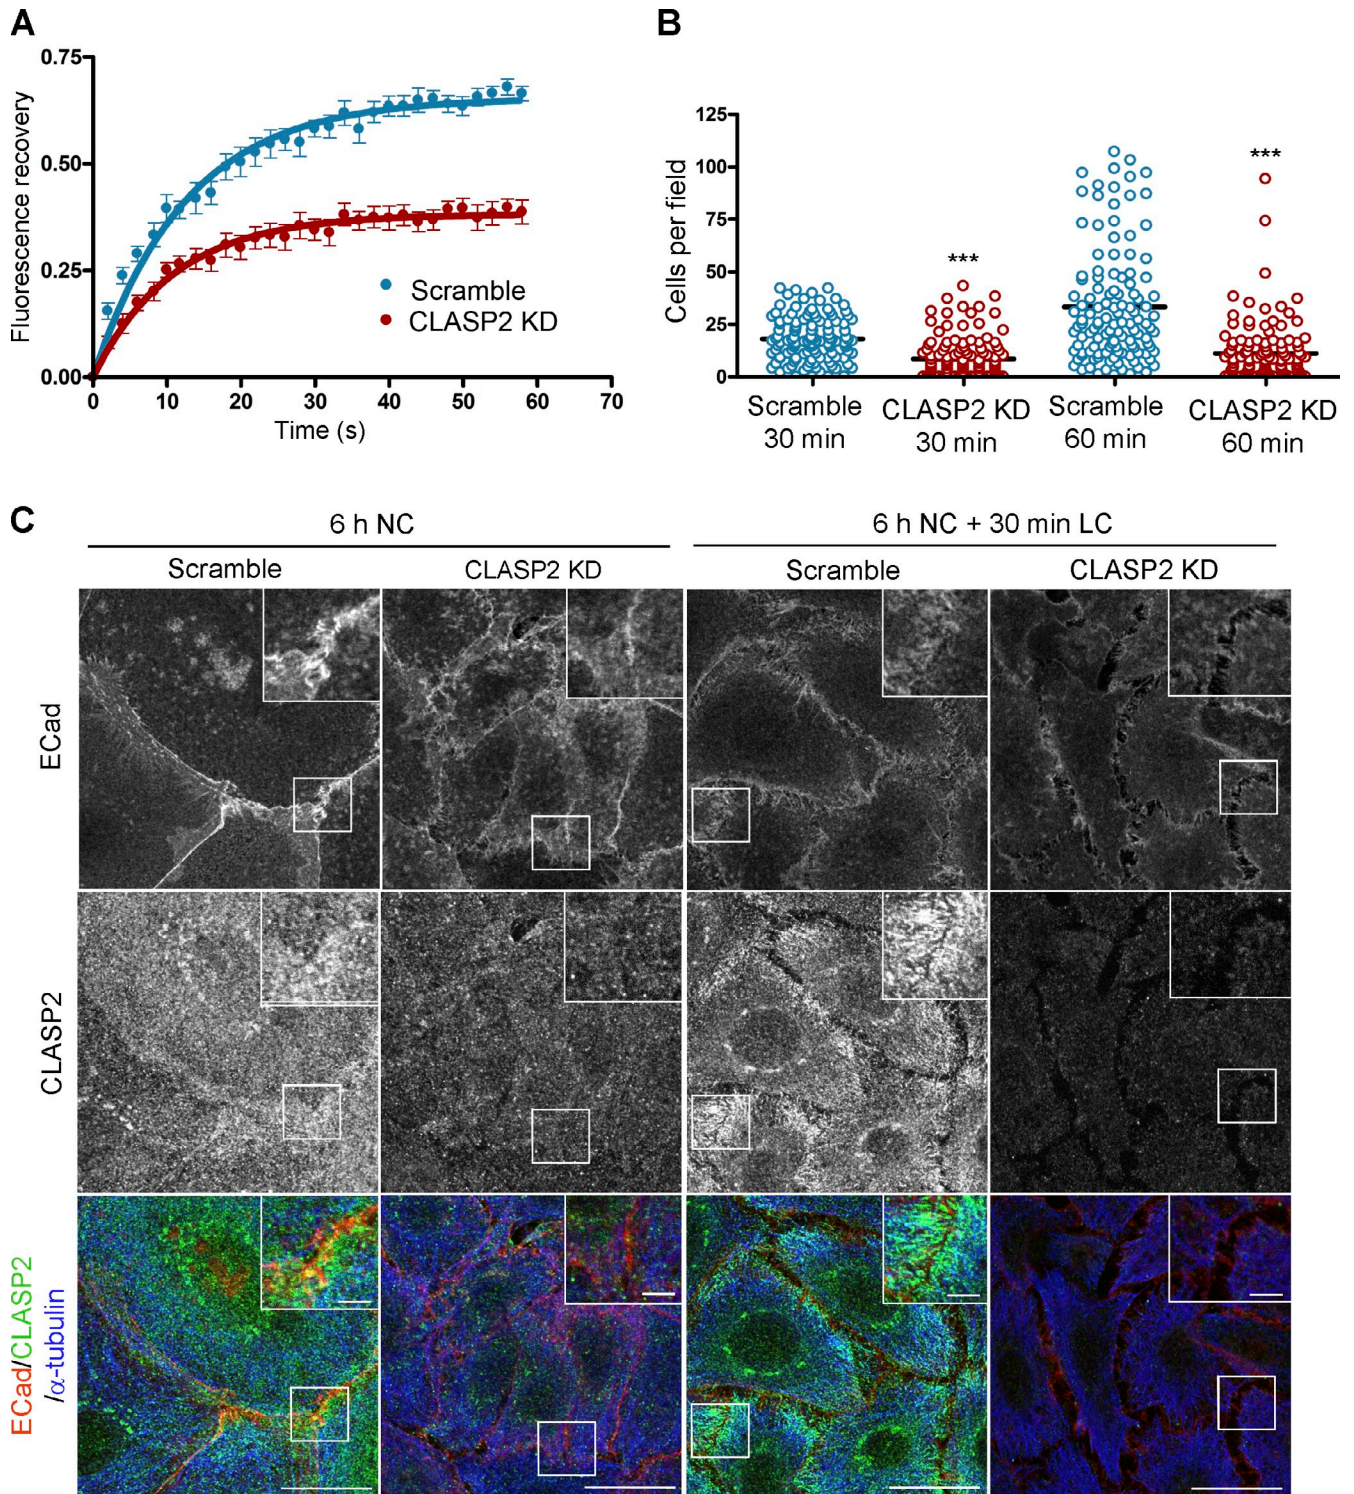 A
0.75
0.50
0.25
0.00
Fluorescence recovery
0 10 20 30 40 50 60 70
Time (s)
Scramble
CLASP2 KD
B
125
100
75
50
25
0
Cells per field
***
***
Scramble
30 min
CLASP2 KD
30 min
Scramble
60 min
CLASP2 KD
60 min
C
6 h NC
6 h NC + 30 min LC
Scramble
CLASP2 KD
Scramble
CLASP2 KD
ECad
CLASP2
ECad/CLASP2
/α-tubulin